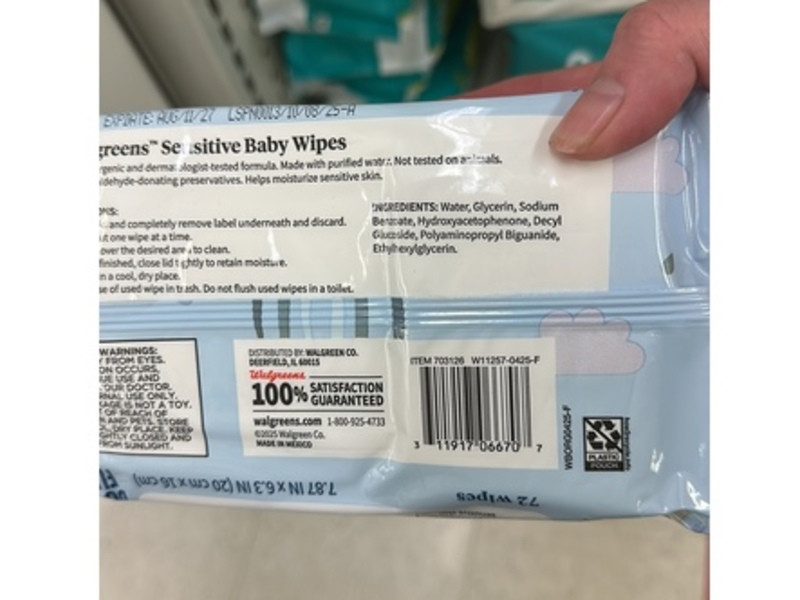 EXP.DATE: AUG/11/27 LSFN0013/10/08/25-A
greens™ Sensitive Baby Wipes
rgenic and dermatologist-tested formula. Made with purified water. Not tested on animals.
aldehyde-donating preservatives. Helps moisturize sensitive skin.
and completely remove label underneath and discard.
ut one wipe at a time.
over the desired area to clean.
finished, close lid tightly to retain moisture.
n a cool, dry place.
se of used wipe in trash. Do not flush used wipes in a toilet.
INGREDIENTS: Water, Glycerin, Sodium
Benzoate, Hydroxyacetophenone, Decyl
Glucoside, Polyaminopropyl Biguanide,
Ethylhexylglycerin.
WARNINGS:
FROM EYES.
ON OCCURS,
UE USE AND
OUR DOCTOR.
RNAL USE ONLY.
AGE IS NOT A TOY.
OF REACH OF
AND PETS. STORE
, DRY PLACE. KEEP
GHTLY CLOSED AND
FROM SUNLIGHT.
DISTRIBUTED BY: WALGREEN CO.
DEERFIELD, IL 60015
Walgreens
100% SATISFACTION
GUARANTEED
walgreens.com 1-800-925-4733
©2025 Walgreen Co.
MADE IN MEXICO
ITEM 703126 W11257-0425-F
3 11917 06670 7
WBORG0425-F
PLASTIC
POUCH
7.87 IN X 6.3 IN (20 cm x 16 cm)
72 wipes